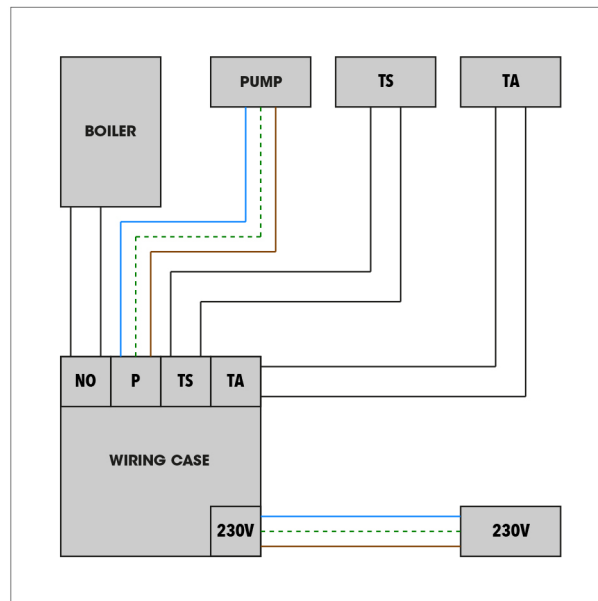 BOILER
PUMP
TS
TA
NO
P
TS
TA
WIRING CASE
230V
230V